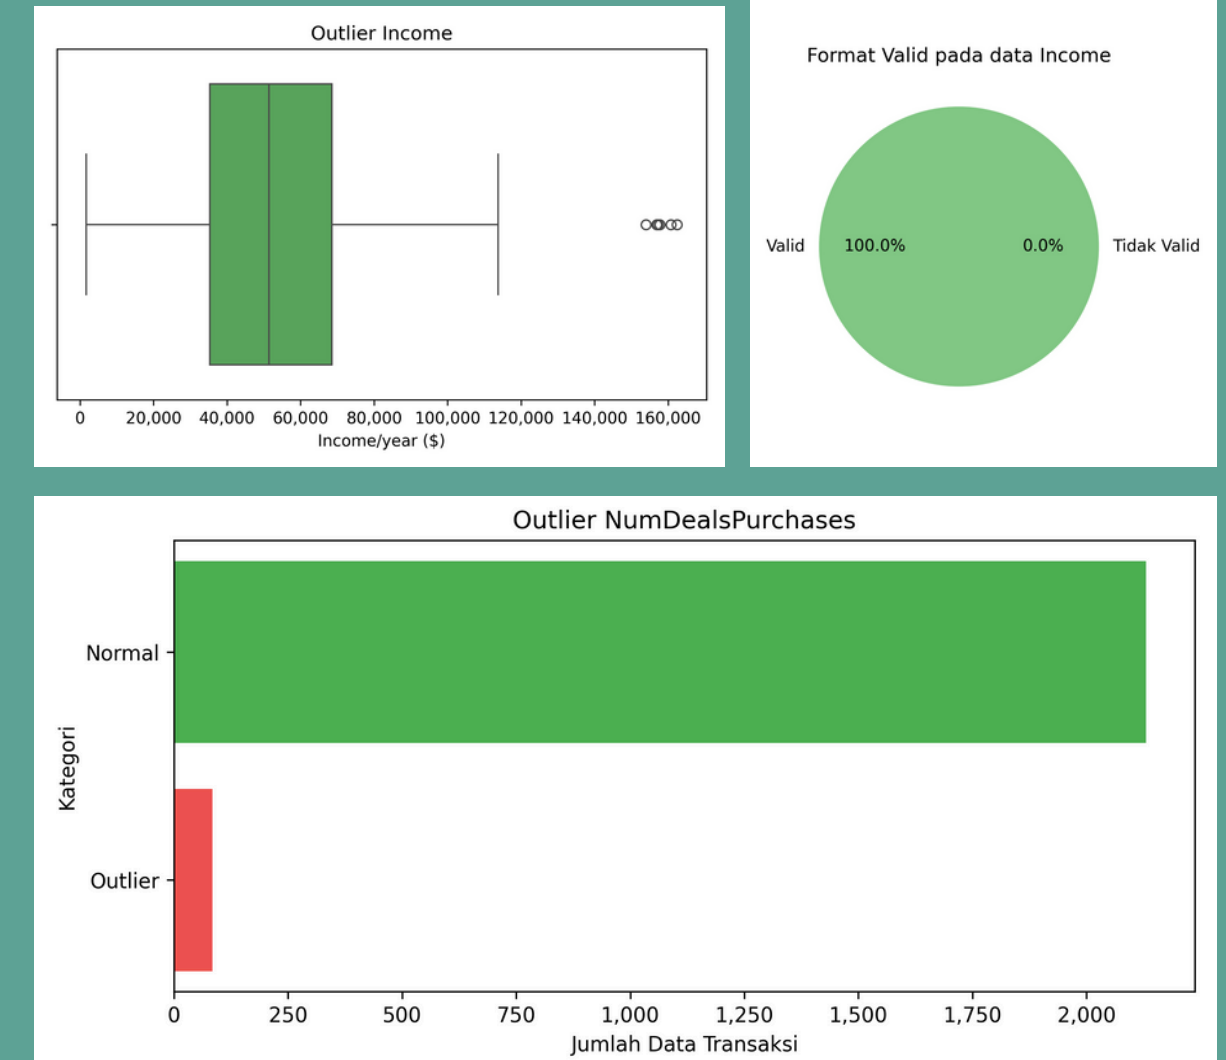 Outlier Income
0 20,000 40,000 60,000 80,000 100,000 120,000 140,000 160,000
Income/year ($)
Format Valid pada data Income
Valid 100.0% 0.0% Tidak Valid
Outlier NumDealsPurchases
Kategori
Normal
Outlier
0 250 500 750 1,000 1,250 1,500 1,750 2,000
Jumlah Data Transaksi